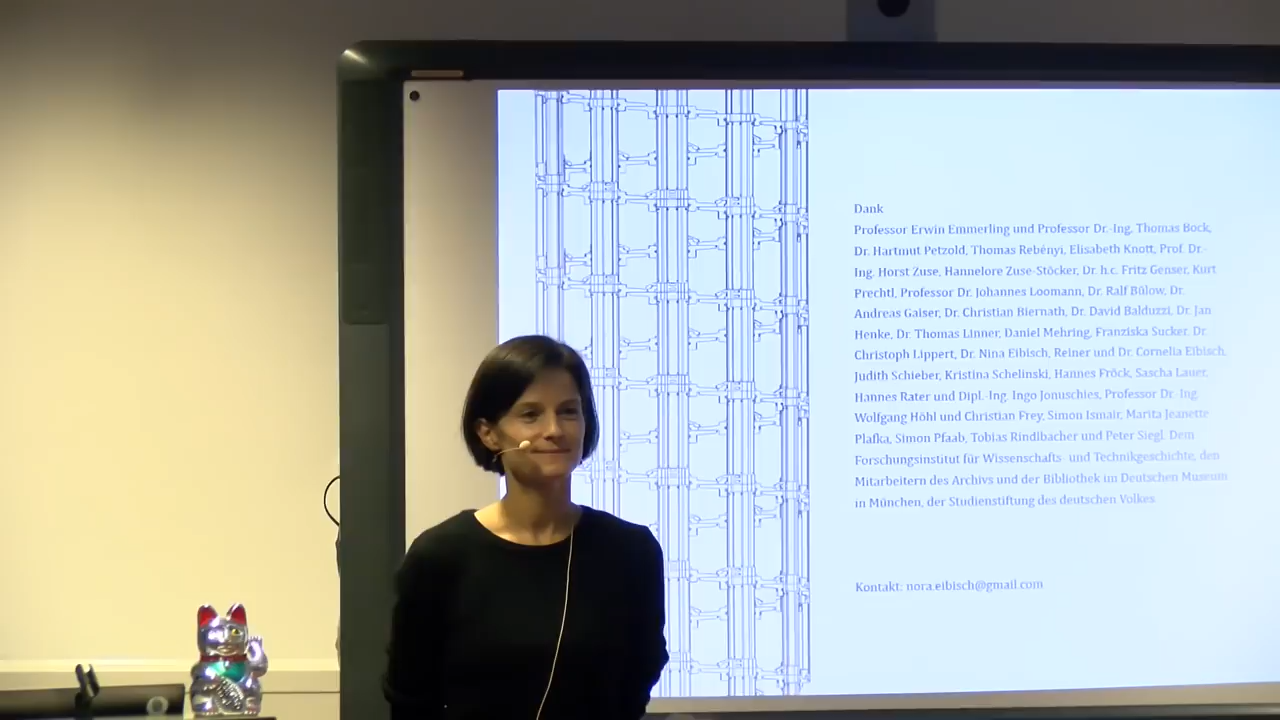 Dank
Professor Erwin Emmerling und Professor Dr.-Ing. Thomas Bock,
Dr. Hartmut Petzold, Thomas Rebényi, Elisabeth Knott, Prof. Dr.-
Ing. Horst Zuse, Hannelore Zuse-Stöcker, Dr. h.c. Fritz Genser, Kurt
Prechtl, Professor Dr. Johannes Loomann, Dr. Ralf Bülow, Dr.
Andreas Gaiser, Dr. Christian Biernath, Dr. David Balduzzi, Dr. Jan
Henke, Dr. Thomas Linner, Daniel Mehring, Franziska Sucker, Dr.
Christoph Lippert, Dr. Nina Eibisch, Reiner und Dr. Cornelia Eibisch,
Judith Schieber, Kristina Schelinski, Hannes Fröck, Sascha Lauer,
Hannes Rater und Dipl.-Ing. Ingo Jonuschies, Professor Dr.-Ing.
Wolfgang Höhl und Christian Frey, Simon Ismair, Marita Jeanette
Plafka, Simon Pfaab, Tobias Rindlbacher und Peter Siegl. Dem
Forschungsinstitut für Wissenschafts- und Technikgeschichte, den
Mitarbeitern des Archivs und der Bibliothek im Deutschen Museum
in München, der Studienstiftung des deutschen Volkes.
Kontakt: nora.eibisch@gmail.com